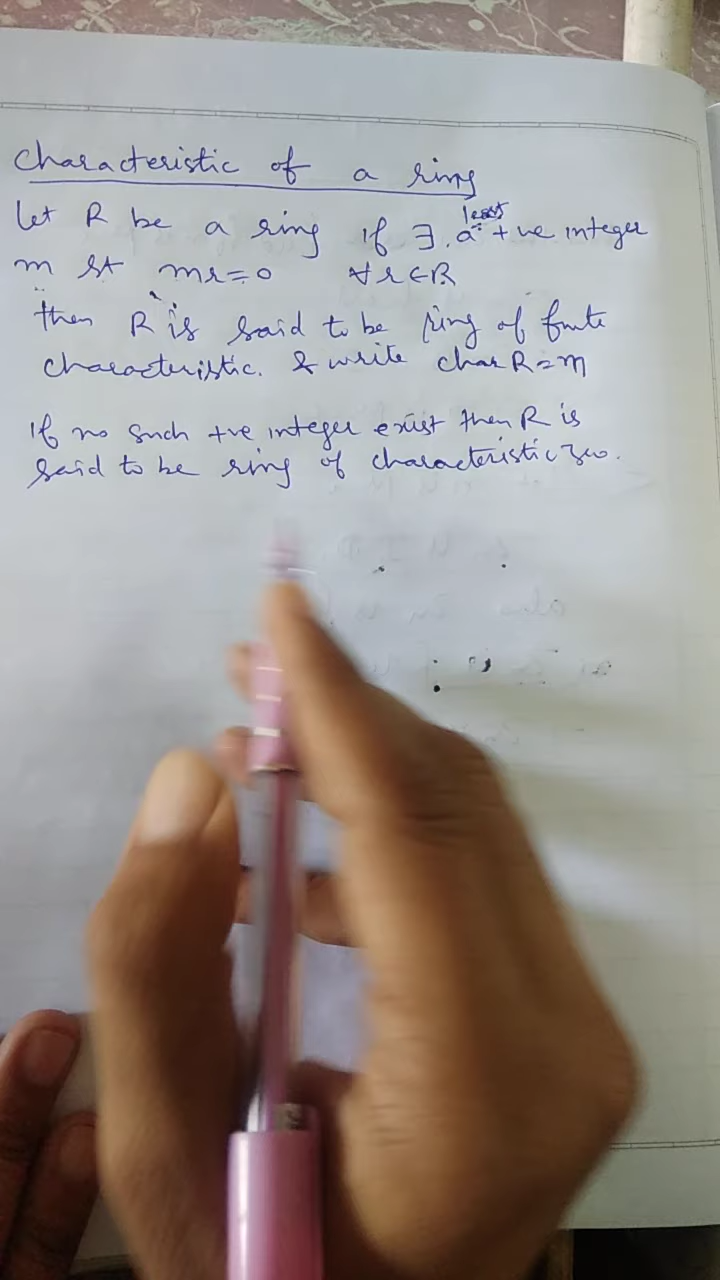 Characteristic of a ring
let R be a ring if ∃ a least +ve integer
m st mr=0 ∀ r∈R
then R is said to be ring of finite
characteristic. & write char R=m
If no such +ve integer exist then R is
said to be ring of characteristic zero.